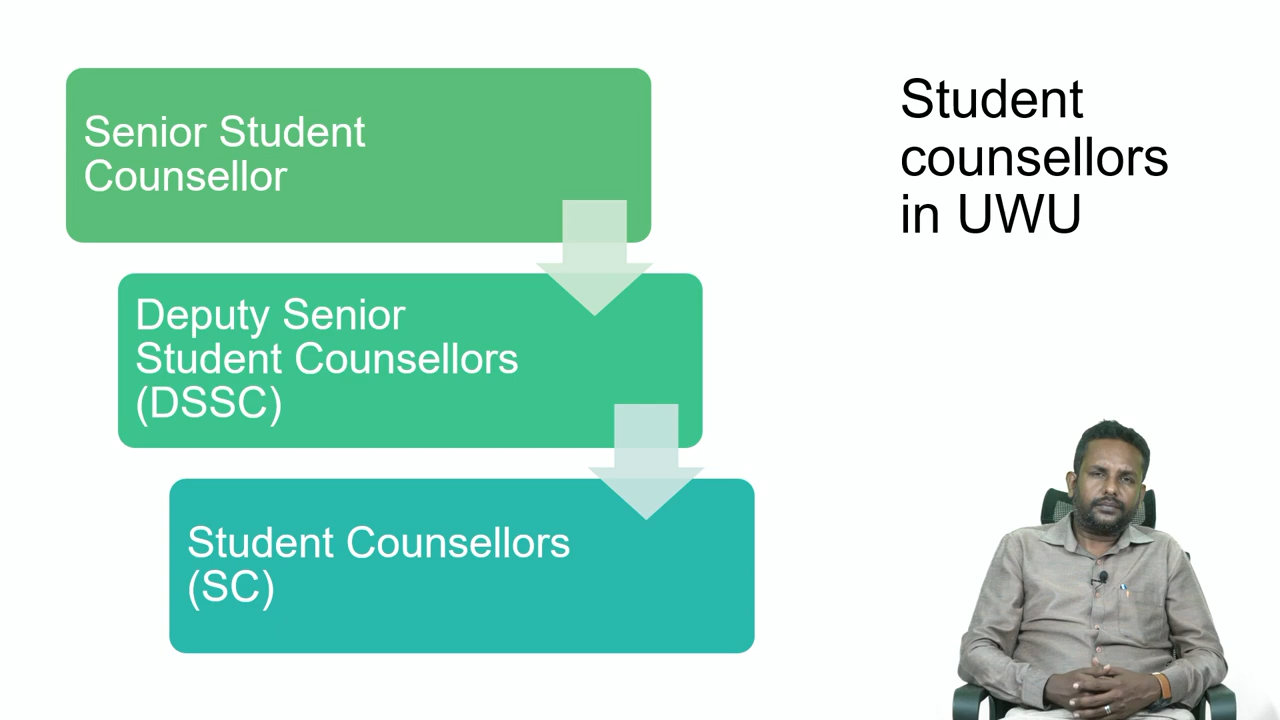 Senior Student
Counsellor
Deputy Senior
Student Counsellors
(DSSC)
Student Counsellors
(SC)
Student
counsellors
in UWU